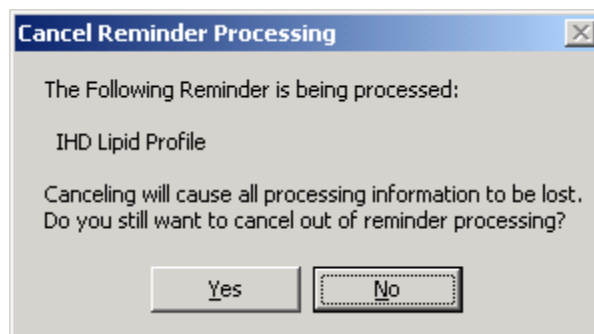 Cancel Reminder Processing
The Following Reminder is being processed:
IHD Lipid Profile
Canceling will cause all processing information to be lost.
Do you still want to cancel out of reminder processing?
Yes No